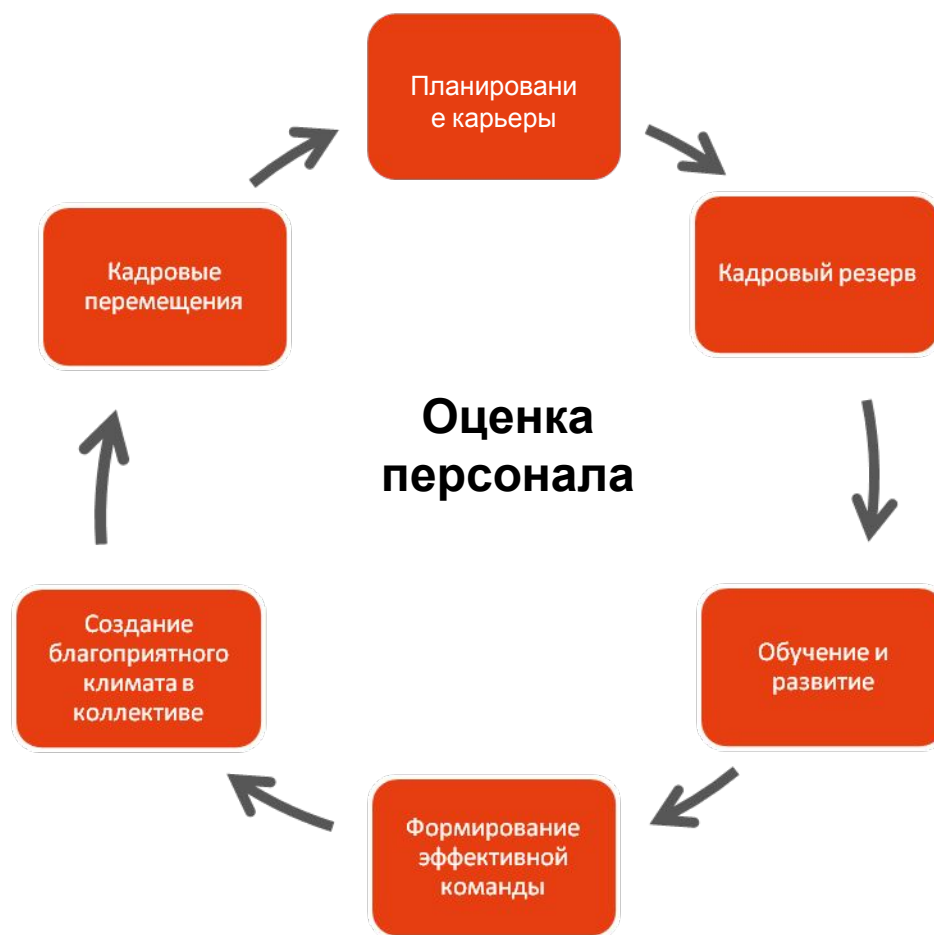 Планировани
е карьеры
Кадровые
перемещения
Кадровый резерв
Оценка
персонала
Создание
благоприятного
климата в
коллективе
Обучение и
развитие
Формирование
эффективной
команды